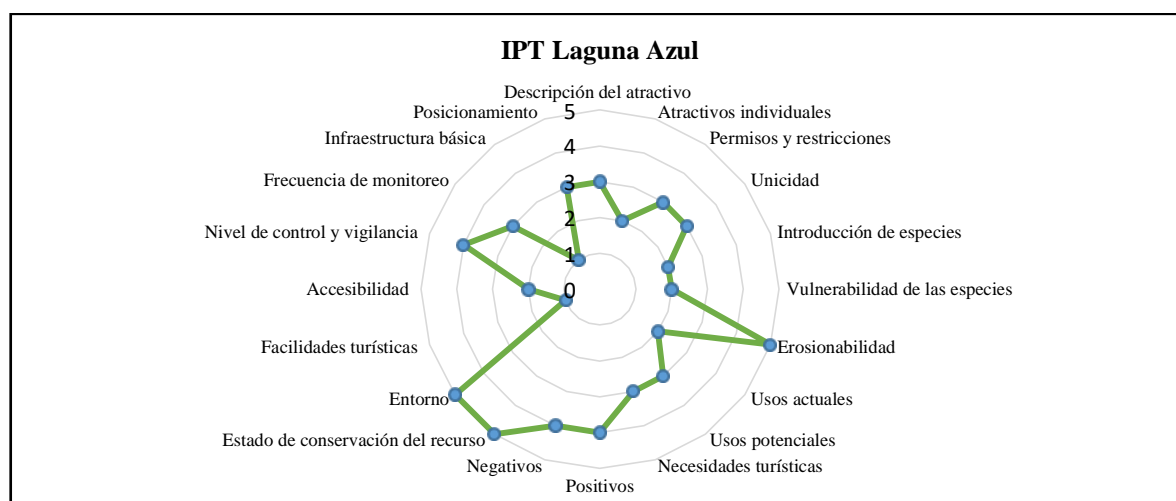 IPT Laguna Azul
Descripción del atractivo
Posicionamiento
Atractivos individuales
Infraestructura básica
Permisos y restricciones
Frecuencia de monitoreo
Unicidad
Nivel de control y vigilancia
Introducción de especies
Accesibilidad
Vulnerabilidad de las especies
Facilidades turísticas
Erosionabilidad
Entorno
Usos actuales
Estado de conservación del recurso
Usos potenciales
Negativos
Necesidades turísticas
Positivos
5
4
3
2
1
0